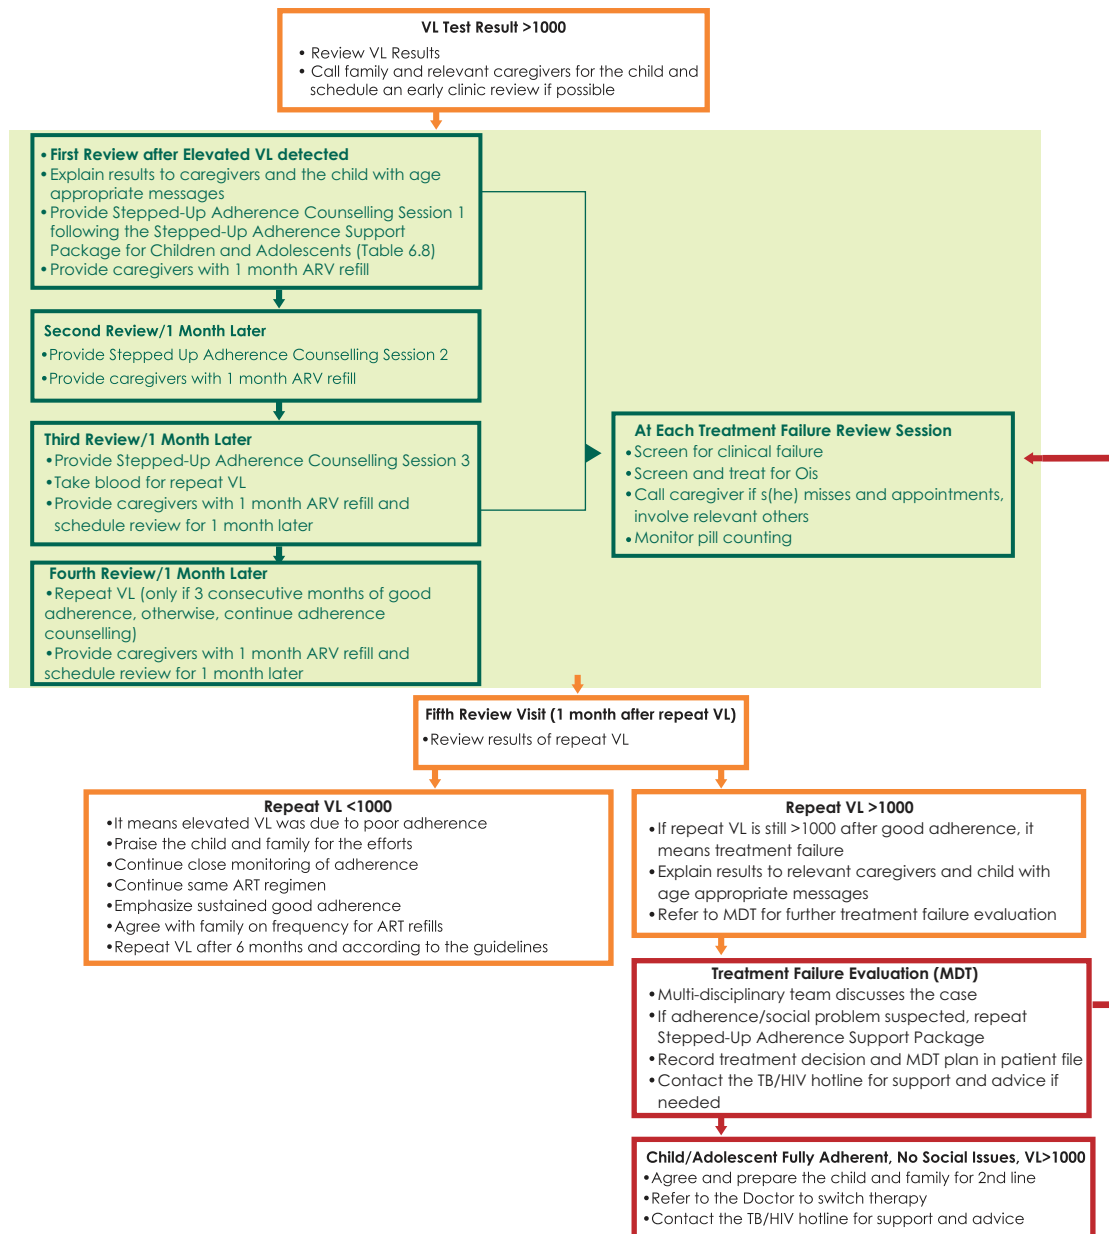 VL Test Result >1000
• Review VL Results
• Call family and relevant caregivers for the child and
schedule an early clinic review if possible
• First Review after Elevated VL detected
• Explain results to caregivers and the child with age
appropriate messages
• Provide Stepped-Up Adherence Counselling Session 1
following the Stepped-Up Adherence Support
Package for Children and Adolescents (Table 6.8)
• Provide caregivers with 1 month ARV refill
Second Review/1 Month Later
•Provide Stepped Up Adherence Counselling Session 2
•Provide caregivers with 1 month ARV refill
Third Review/1 Month Later
•Provide Stepped-Up Adherence Counselling Session 3
•Take blood for repeat VL
•Provide caregivers with 1 month ARV refill and
schedule review for 1 month later
Fourth Review/1 Month Later
•Repeat VL (only if 3 consecutive months of good
adherence, otherwise, continue adherence
counselling)
•Provide caregivers with 1 month ARV refill and
schedule review for 1 month later
At Each Treatment Failure Review Session
•Screen for clinical failure
•Screen and treat for Ois
•Call caregiver if s(he) misses and appointments,
involve relevant others
•Monitor pill counting
Fifth Review Visit (1 month after repeat VL)
•Review results of repeat VL
Repeat VL <1000
•It means elevated VL was due to poor adherence
•Praise the child and family for the efforts
•Continue close monitoring of adherence
•Continue same ART regimen
•Emphasize sustained good adherence
•Agree with family on frequency for ART refills
•Repeat VL after 6 months and according to the guidelines
Repeat VL >1000
•If repeat VL is still >1000 after good adherence, it
means treatment failure
•Explain results to relevant caregivers and child with
age appropriate messages
•Refer to MDT for further treatment failure evaluation
Treatment Failure Evaluation (MDT)
•Multi-disciplinary team discusses the case
•If adherence/social problem suspected, repeat
Stepped-Up Adherence Support Package
•Record treatment decision and MDT plan in patient file
•Contact the TB/HIV hotline for support and advice if
needed
Child/Adolescent Fully Adherent, No Social Issues, VL>1000
•Agree and prepare the child and family for 2nd line
•Refer to the Doctor to switch therapy
•Contact the TB/HIV hotline for support and advice